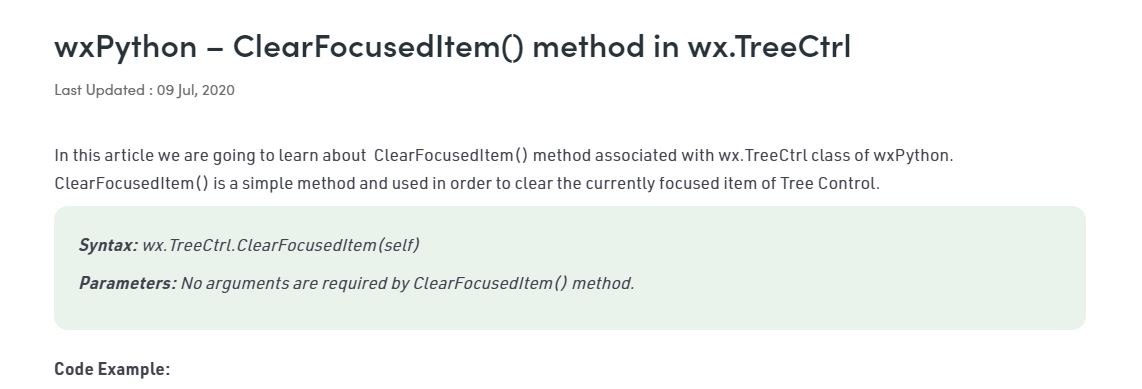 wxPython – ClearFocusedItem() method in wx.TreeCtrl
Last Updated : 09 Jul, 2020
In this article we are going to learn about  ClearFocusedItem() method associated with wx.TreeCtrl class of wxPython.
ClearFocusedItem() is a simple method and used in order to clear the currently focused item of Tree Control.
Syntax: wx.TreeCtrl.ClearFocusedItem(self)
Parameters: No arguments are required by ClearFocusedItem() method.
Code Example: